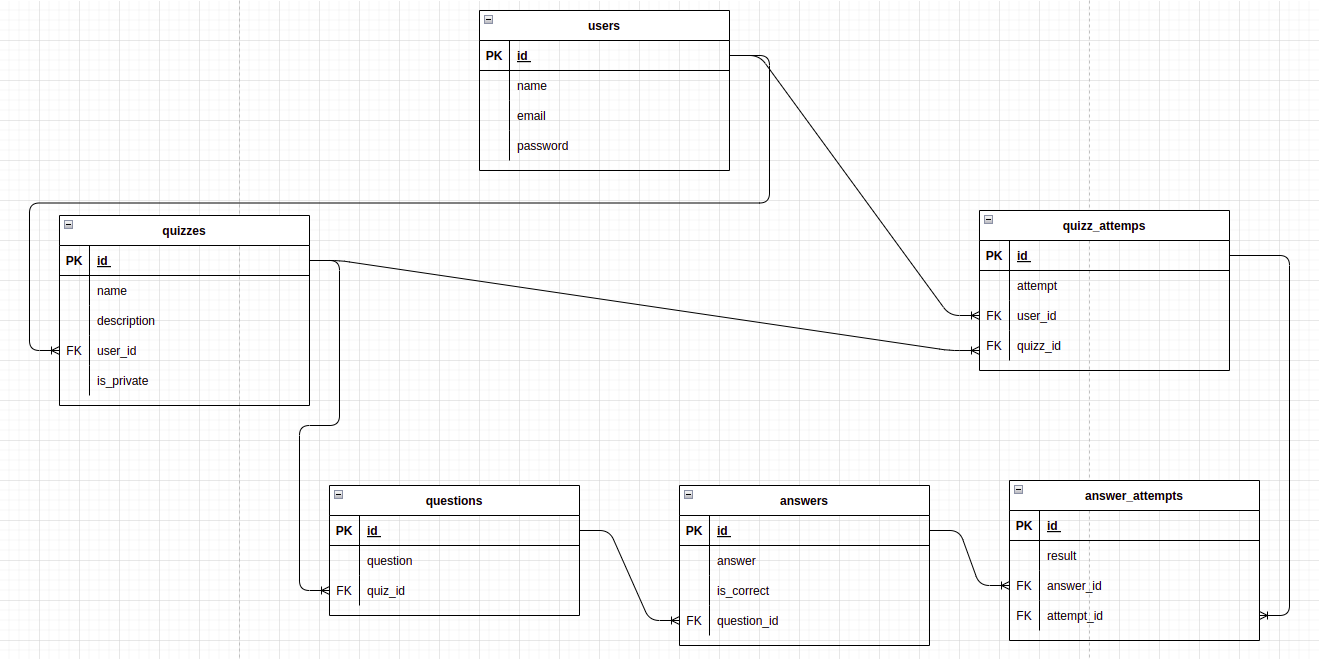 users
PK id
name
email
password
quizzes
PK id
name
description
FK user_id
is_private
quizz_attemps
PK id
attempt
FK user_id
FK quizz_id
questions
PK id
question
FK quiz_id
answers
PK id
answer
is_correct
FK question_id
answer_attempts
PK id
result
FK answer_id
FK attempt_id